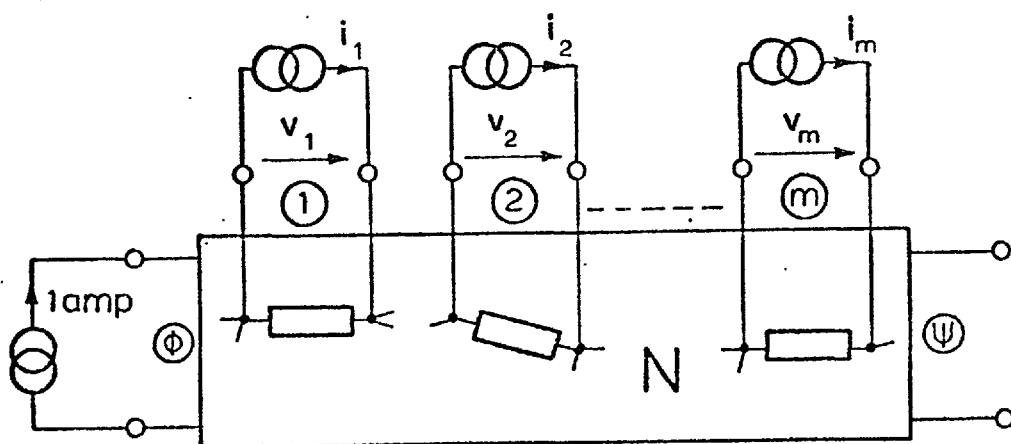 i₁ i₂ iₘ
v₁ v₂ vₘ
① ② ⓜ
1amp
Φ N Ψ